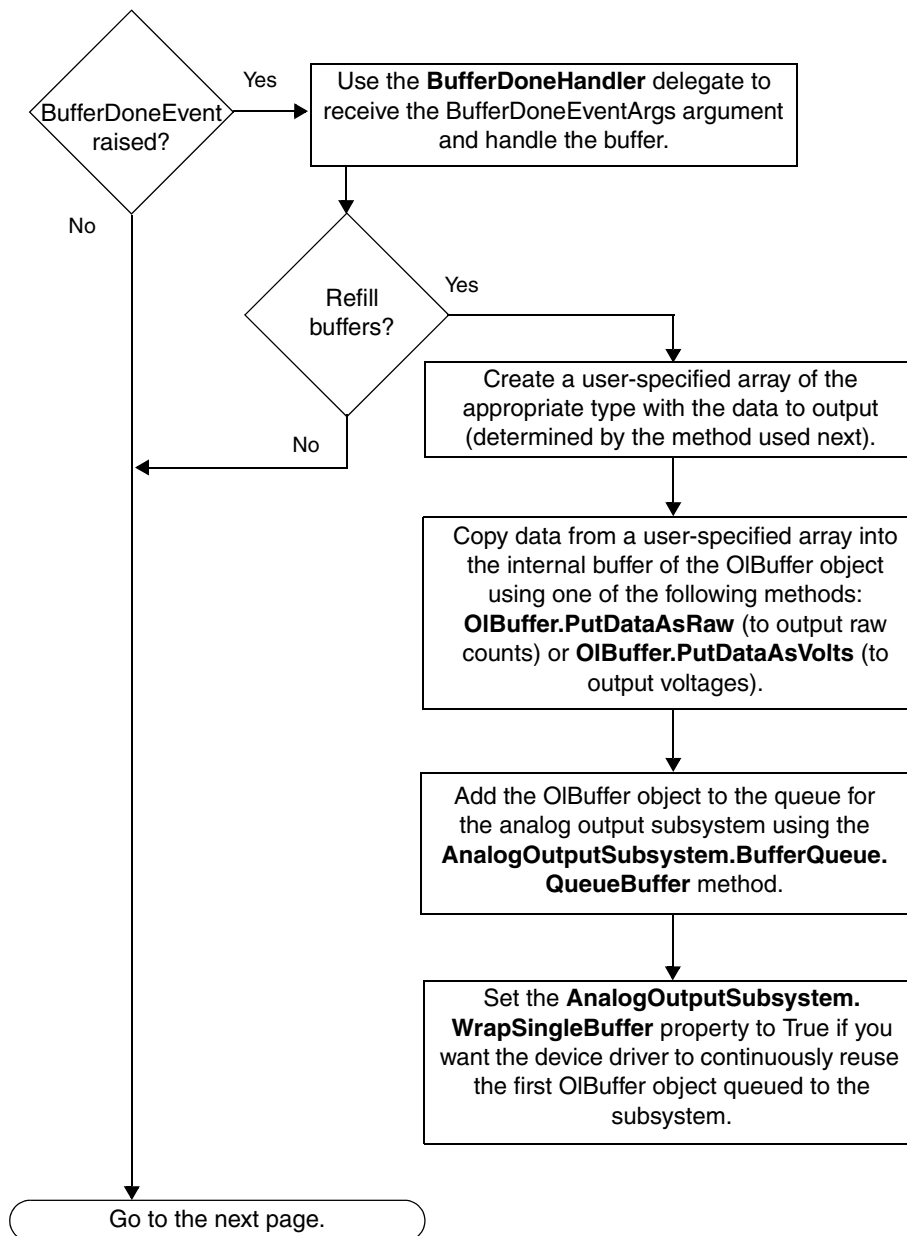 BufferDoneEvent
raised?
Yes
Use the BufferDoneHandler delegate to
receive the BufferDoneEventArgs argument
and handle the buffer.
No
Refill
buffers?
Yes
Create a user-specified array of the
appropriate type with the data to output
(determined by the method used next).
No
Copy data from a user-specified array into
the internal buffer of the OlBuffer object
using one of the following methods:
OlBuffer.PutDataAsRaw (to output raw
counts) or OlBuffer.PutDataAsVolts (to
output voltages).
Add the OlBuffer object to the queue for
the analog output subsystem using the
AnalogOutputSubsystem.BufferQueue.
QueueBuffer method.
Set the AnalogOutputSubsystem.
WrapSingleBuffer property to True if you
want the device driver to continuously reuse
the first OlBuffer object queued to the
subsystem.
Go to the next page.